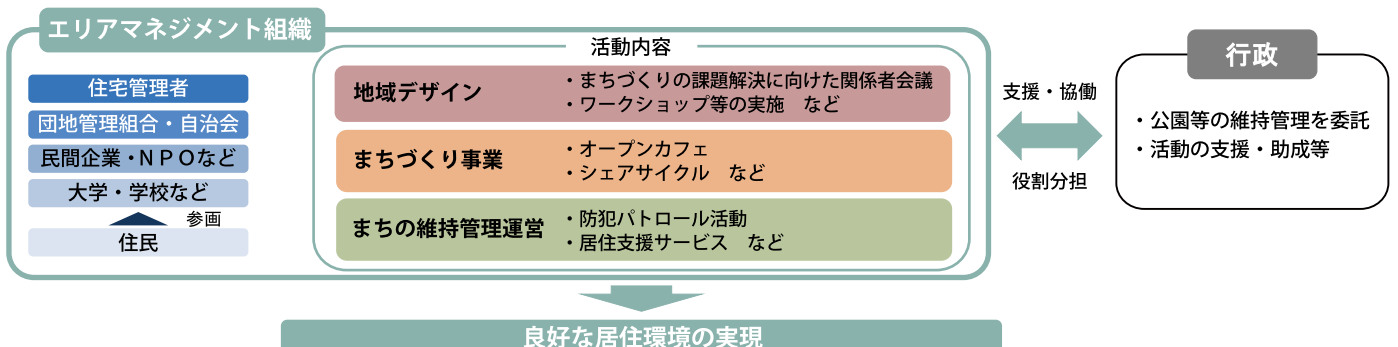 エリアマネジメント組織
住宅管理者
団地管理組合・自治会
民間企業・ＮＰＯなど
大学・学校など
参画
住民
活動内容
地域デザイン
・まちづくりの課題解決に向けた関係者会議
・ワークショップ等の実施　など
まちづくり事業
・オープンカフェ
・シェアサイクル　など
まちの維持管理運営
・防犯パトロール活動
・居住支援サービス　など
支援・協働
役割分担
行政
・公園等の維持管理を委託
・活動の支援・助成等
良好な居住環境の実現